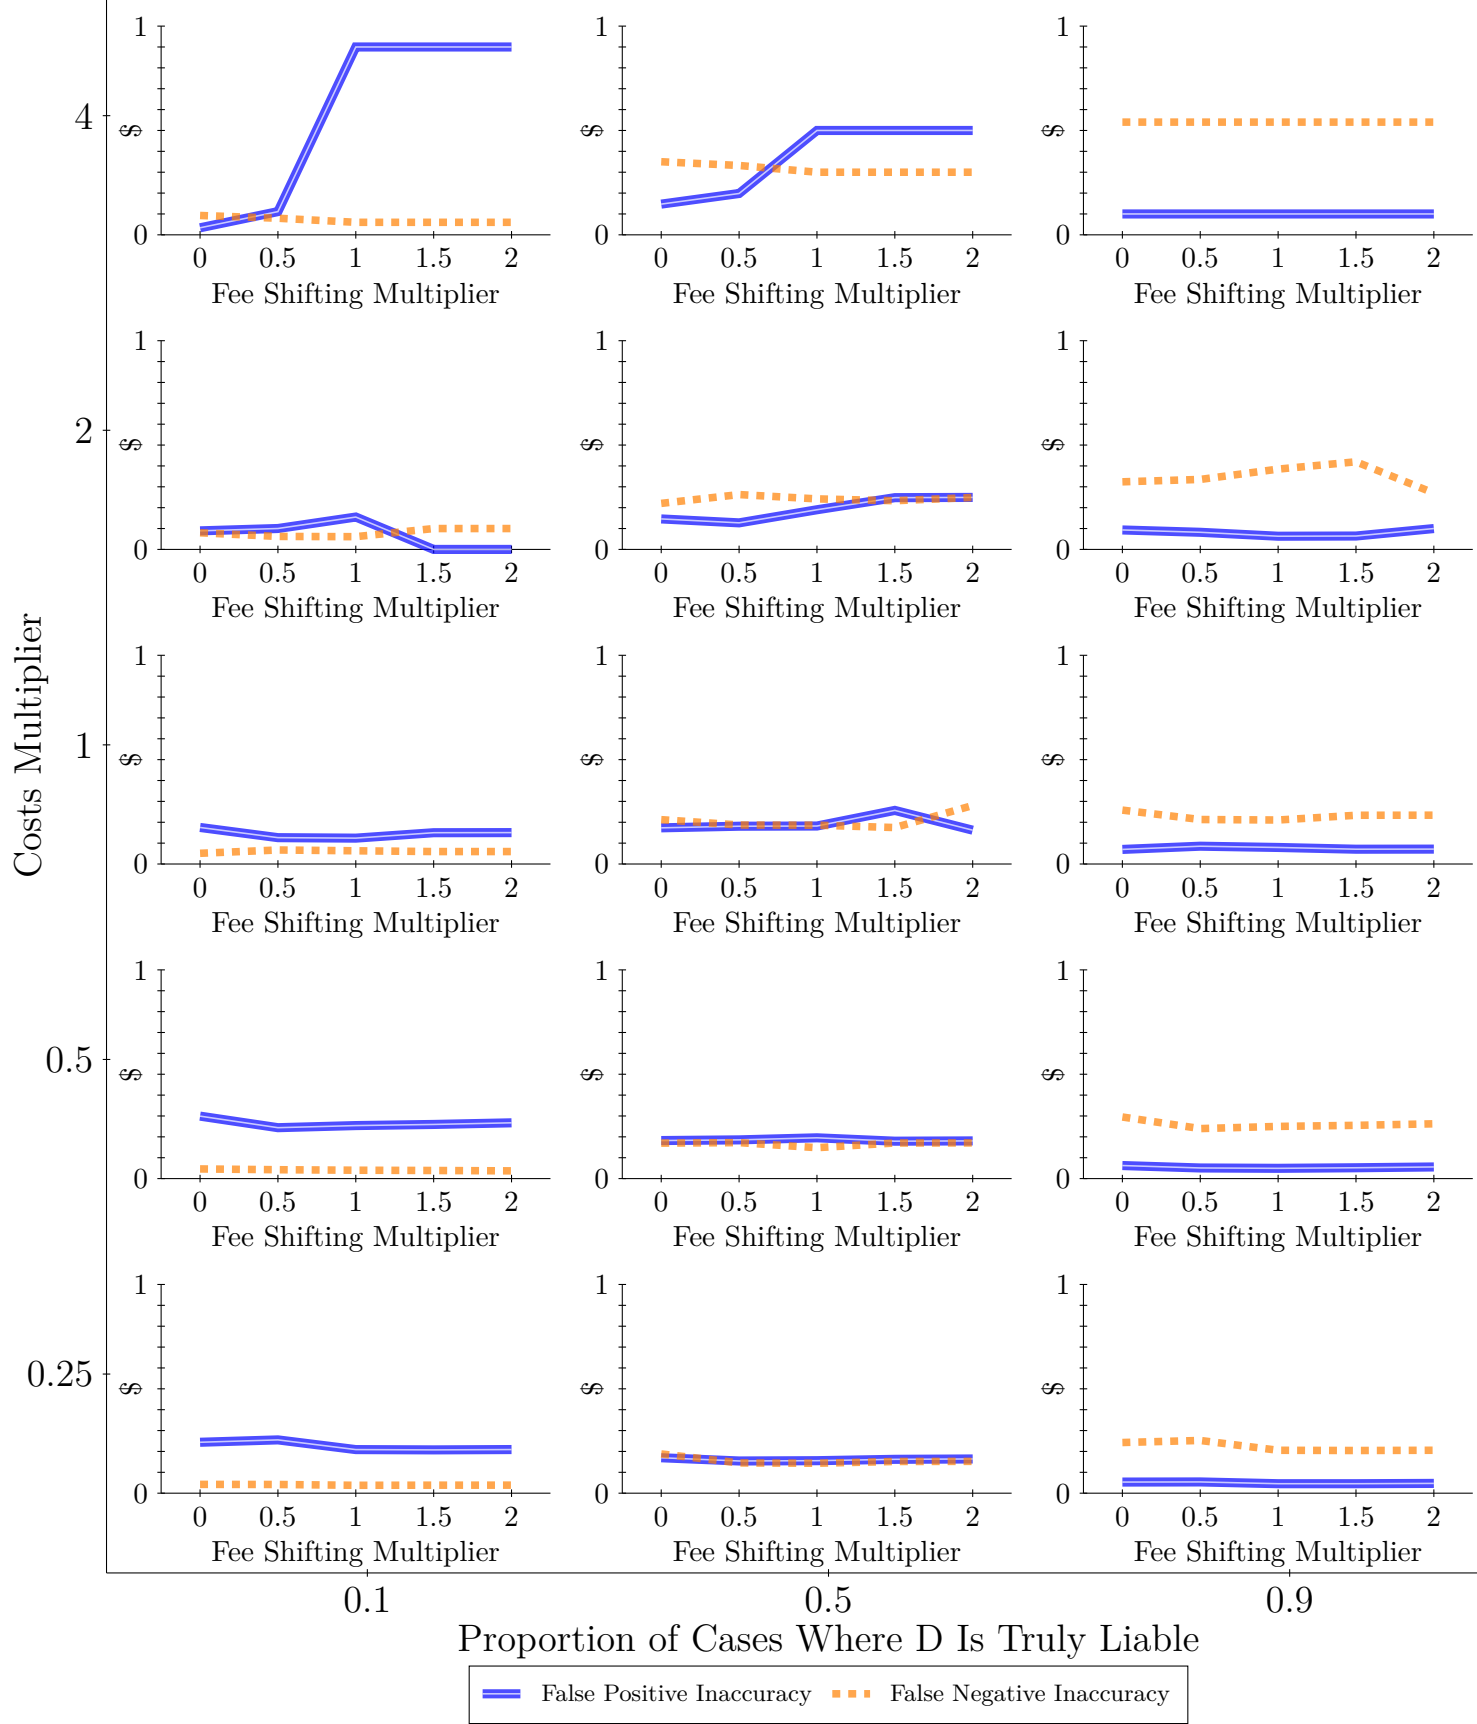 1
$
0
0 0.5 1 1.5 2
Fee Shifting Multiplier
1
$
0
0 0.5 1 1.5 2
Fee Shifting Multiplier
1
$
0
0 0.5 1 1.5 2
Fee Shifting Multiplier
4
1
$
0
0 0.5 1 1.5 2
Fee Shifting Multiplier
1
$
0
0 0.5 1 1.5 2
Fee Shifting Multiplier
1
$
0
0 0.5 1 1.5 2
Fee Shifting Multiplier
2
1
$
0
0 0.5 1 1.5 2
Fee Shifting Multiplier
1
$
0
0 0.5 1 1.5 2
Fee Shifting Multiplier
1
$
0
0 0.5 1 1.5 2
Fee Shifting Multiplier
1
Costs Multiplier
1
$
0
0 0.5 1 1.5 2
Fee Shifting Multiplier
1
$
0
0 0.5 1 1.5 2
Fee Shifting Multiplier
1
$
0
0 0.5 1 1.5 2
Fee Shifting Multiplier
0.5
1
$
0
0 0.5 1 1.5 2
Fee Shifting Multiplier
1
$
0
0 0.5 1 1.5 2
Fee Shifting Multiplier
1
$
0
0 0.5 1 1.5 2
Fee Shifting Multiplier
0.25
0.1 0.5 0.9
Proportion of Cases Where D Is Truly Liable
False Positive Inaccuracy False Negative Inaccuracy